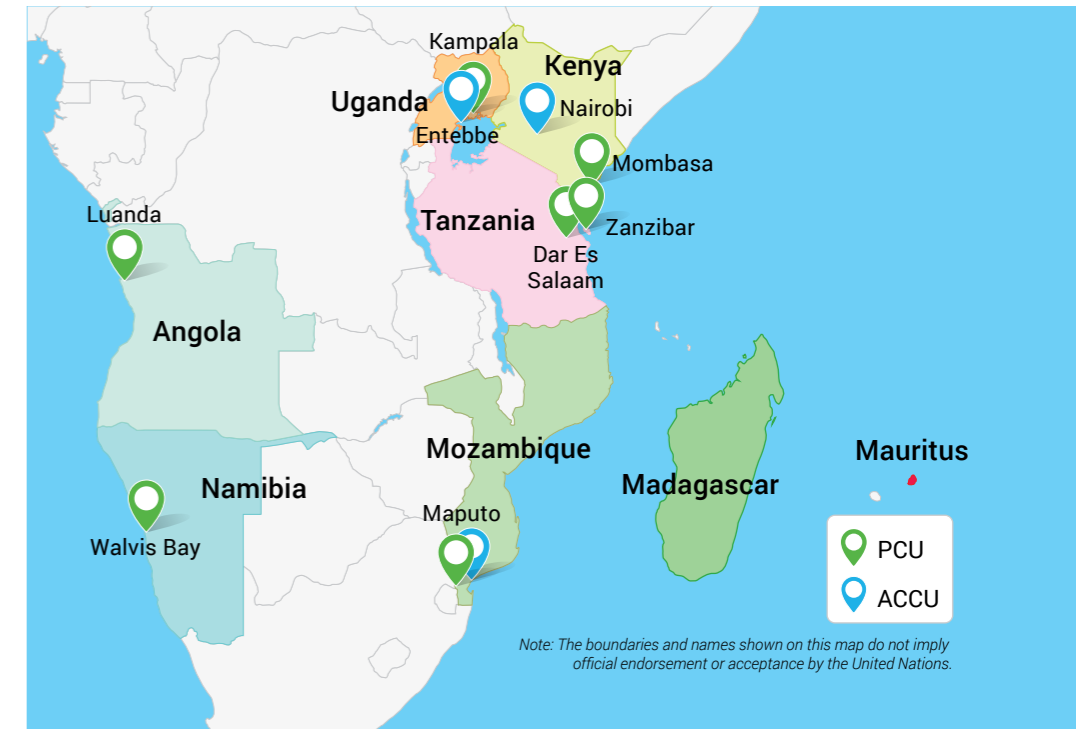 Kampala
Kenya
Uganda
Nairobi
Entebbe
Mombasa
Luanda
Tanzania
Zanzibar
Dar Es
Salaam
Angola
Mozambique
Mauritus
Namibia
Madagascar
Maputo
Walvis Bay
PCU
ACCU
Note: The boundaries and names shown on this map do not imply
official endorsement or acceptance by the United Nations.